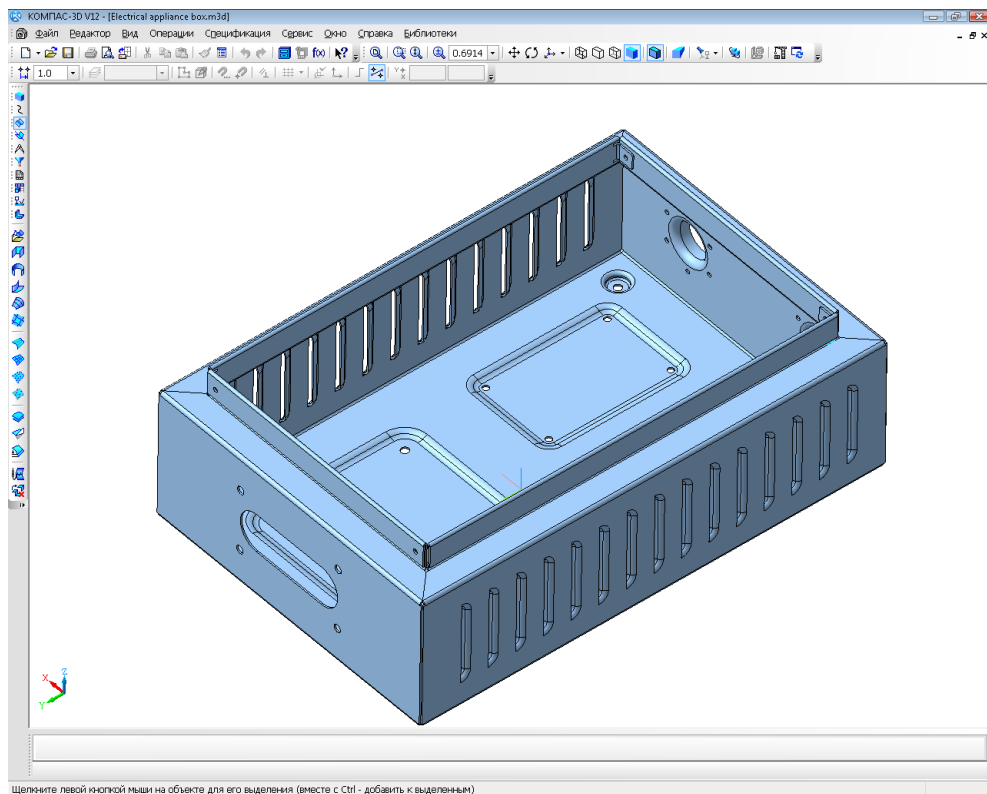 КОМПАС-3D V12 - [Electrical appliance box.m3d]
Файл Редактор Вид Операции Спецификация Сервис Окно Справка Библиотеки
f(x) 0.6914
1.0
X Y Z
Щелкните левой кнопкой мыши на объекте для его выделения (вместе с Ctrl - добавить к выделенным)